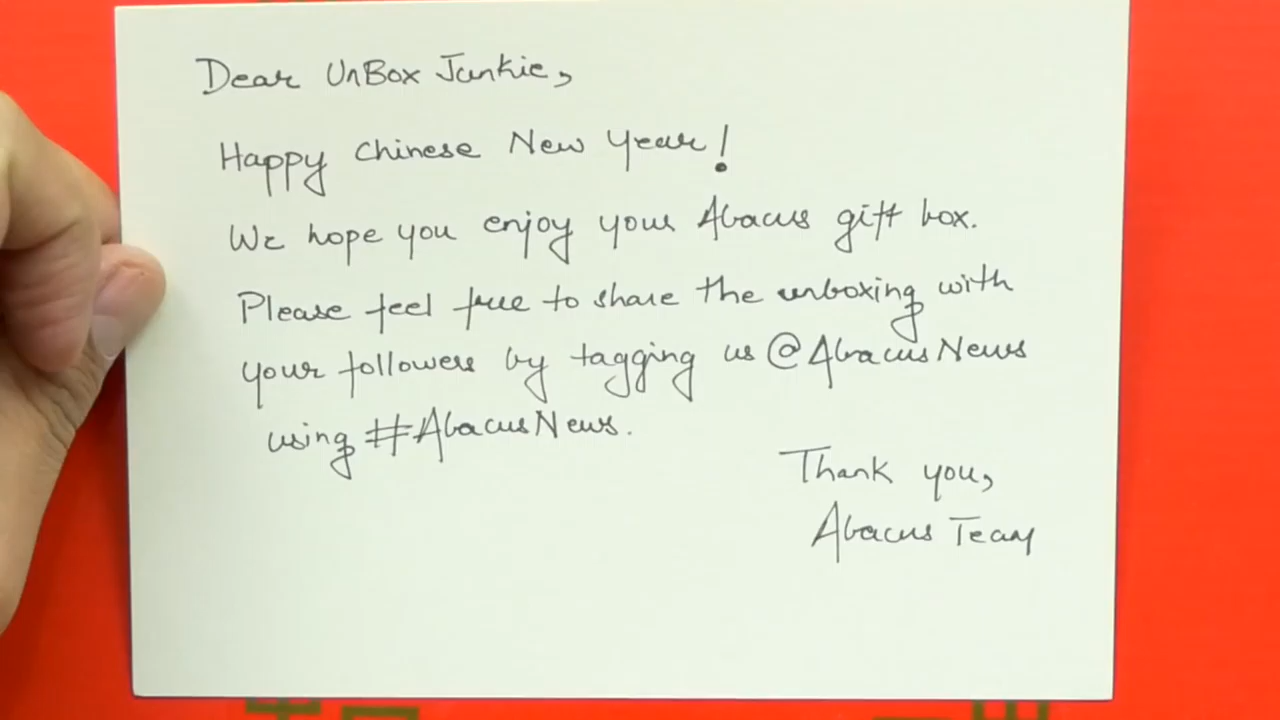 Dear UnBox Junkie,
Happy Chinese New Year!
We hope you enjoy your Abacus gift box.
Please feel free to share the unboxing with
your followers by tagging us @AbacusNews
using #AbacusNews.
Thank you,
Abacus Team